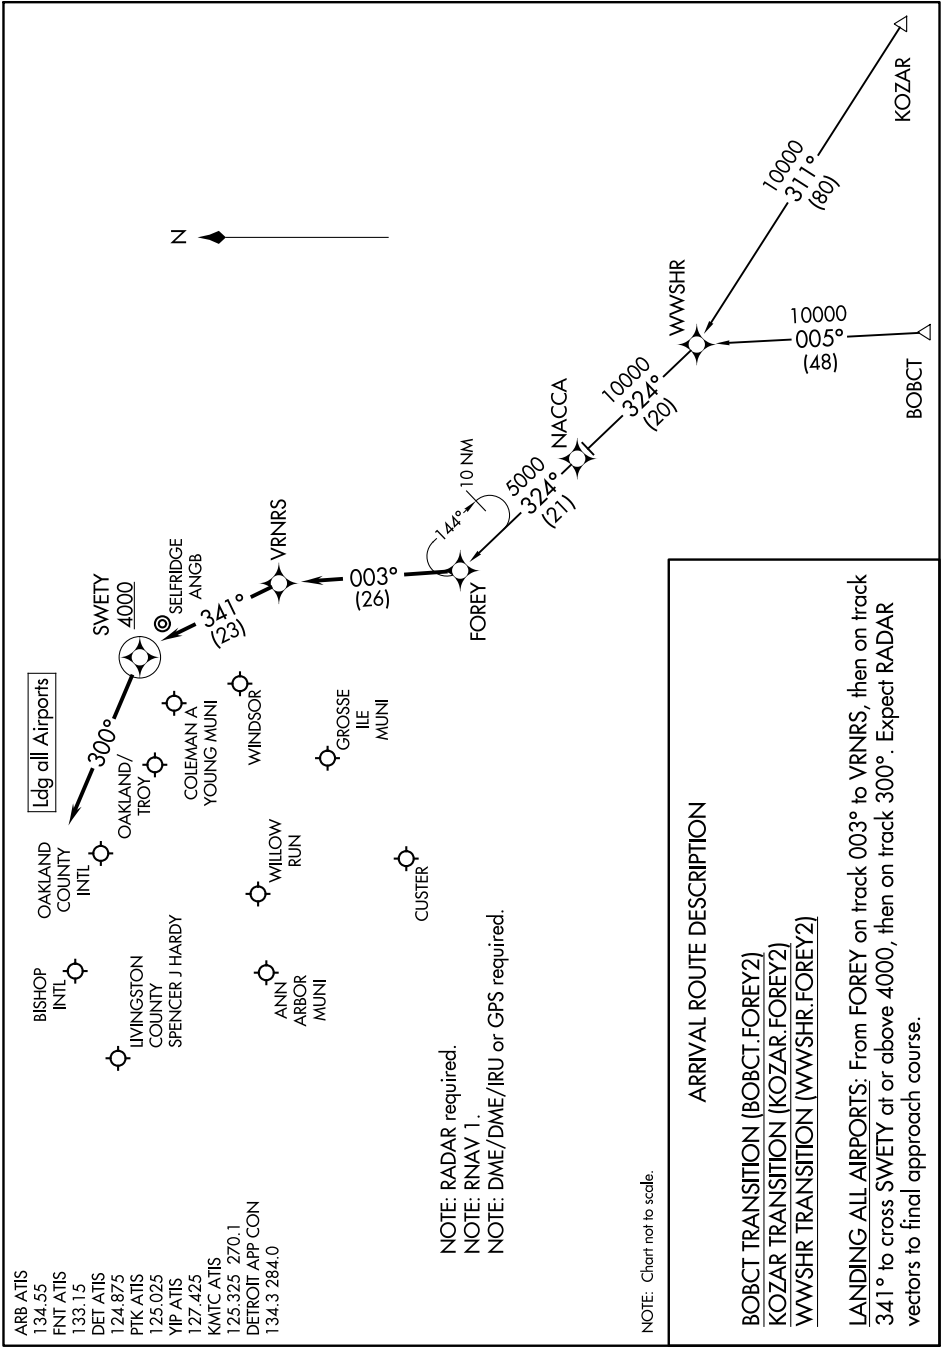 ARB ATIS
134.55
FNT ATIS
133.15
DET ATIS
124.875
PTK ATIS
125.025
YIP ATIS
127.425
KMTC ATIS
125.325 270.1
DETROIT APP CON
134.3 284.0
BISHOP
INTL
LIVINGSTON
COUNTY
SPENCER J HARDY
OAKLAND
COUNTY
INTL
Ldg all Airports
300°
OAKLAND/
TROY
COLEMAN A
YOUNG MUNI
SWETY
4000
SELFRIDGE
ANGB
N
ANN
ARBOR
MUNI
WILLOW
RUN
WINDSOR
341°
(23)
VRNRS
GROSSE
ILE
MUNI
003°
(26)
CUSTER
FOREY
144°
10 NM
5000
324°
(21)
NACCA
10000
324°
(20)
WWSHR
10000
311°
(80)
KOZAR
10000
005°
(48)
BOBCT
NOTE: RADAR required.
NOTE: RNAV 1.
NOTE: DME/DME/IRU or GPS required.
NOTE: Chart not to scale.
ARRIVAL ROUTE DESCRIPTION
BOBCT TRANSITION (BOBCT.FOREY2)
KOZAR TRANSITION (KOZAR.FOREY2)
WWSHR TRANSITION (WWSHR.FOREY2)
LANDING ALL AIRPORTS: From FOREY on track 003° to VRNRS, then on track
341° to cross SWETY at or above 4000, then on track 300°. Expect RADAR
vectors to final approach course.